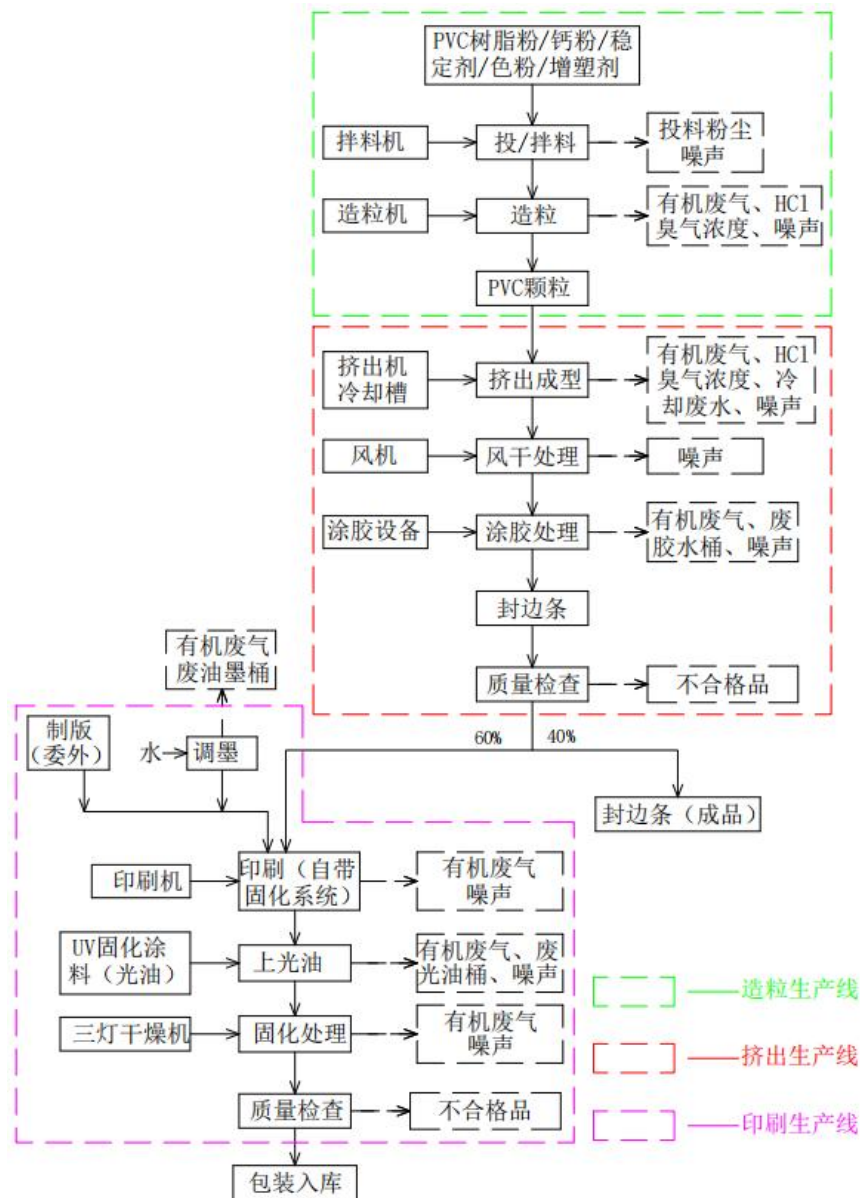 PVC树脂粉/钙粉/稳
定剂/色粉/增塑剂
拌料机
投/拌料
投料粉尘
噪声
造粒机
造粒
有机废气、HCl
臭气浓度、噪声
PVC颗粒
挤出机
冷却槽
挤出成型
有机废气、HCl
臭气浓度、冷
却废水、噪声
风机
风干处理
噪声
涂胶设备
涂胶处理
有机废气、废
胶水桶、噪声
封边条
质量检查
不合格品
有机废气
废油墨桶
制版
(委外)
水
调墨
60%
40%
封边条（成品）
印刷机
印刷（自带
固化系统）
有机废气
噪声
UV固化涂
料（光油）
上光油
有机废气、废
光油桶、噪声
三灯干燥机
固化处理
有机废气
噪声
质量检查
不合格品
包装入库
造粒生产线
挤出生产线
印刷生产线